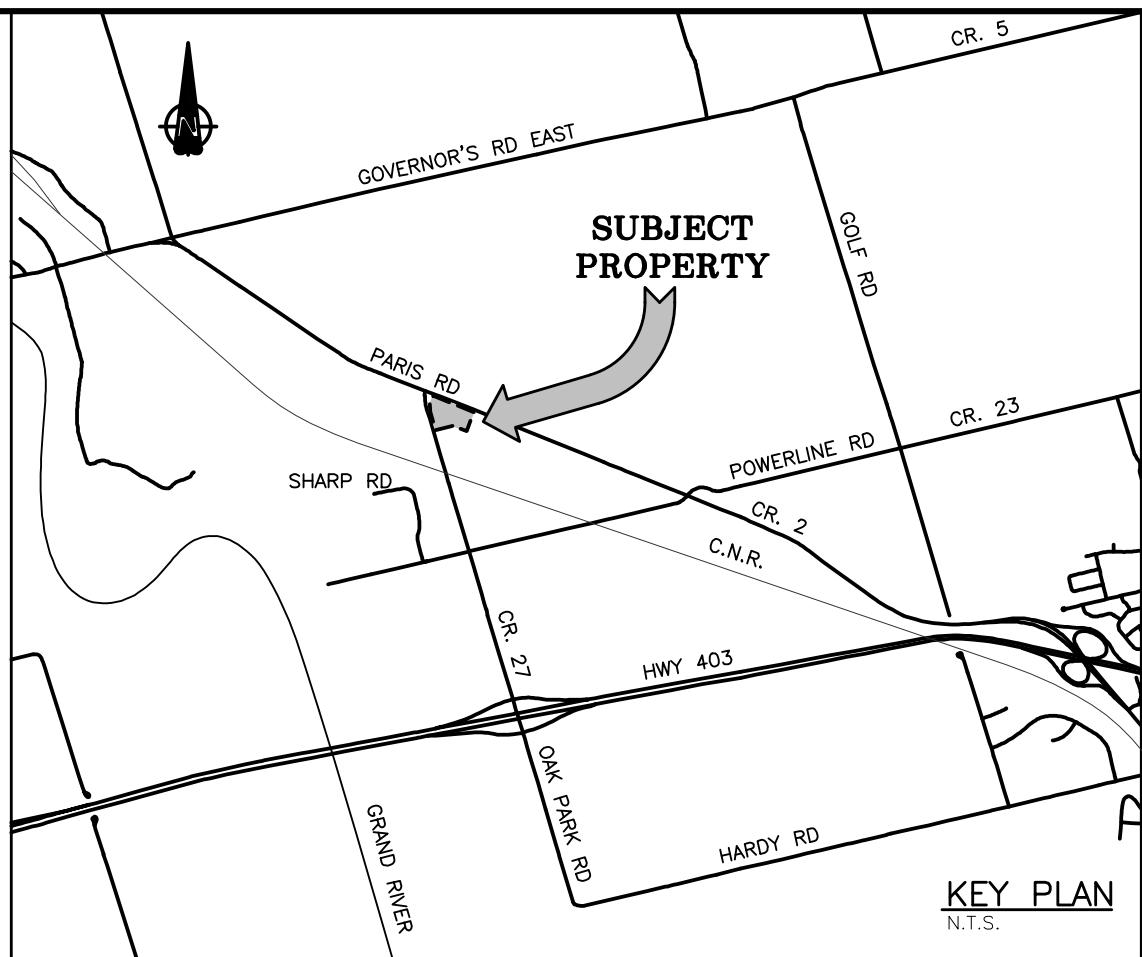 CR. 5
N
GOVERNOR'S RD EAST
SUBJECT
PROPERTY
GOLF RD
PARIS RD
CR. 23
POWERLINE RD
SHARP RD
CR. 2
C.N.R.
CR. 27
HWY 403
OAK PARK RD
GRAND RIVER
HARDY RD
KEY PLAN
N.T.S.